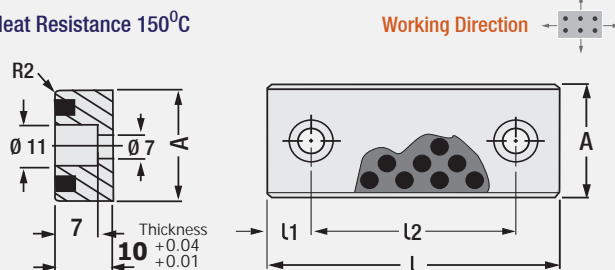 Heat Resistance 150⁰C
Working Direction
R2
Ø 11
Ø 7
A
A
7
Thickness
10 +0.04
+0.01
l1
l2
l